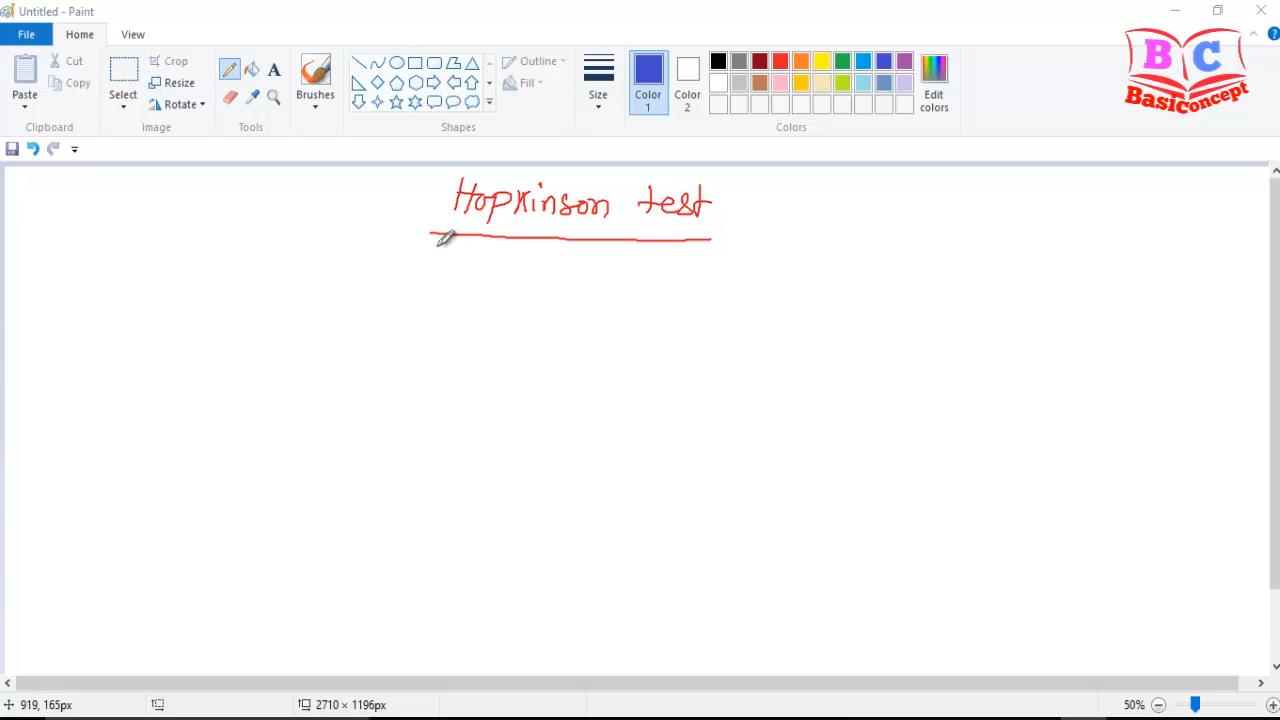 Untitled - Paint
File Home View
Paste Cut Copy Clipboard
Select Crop Resize Rotate Image
A Tools
Brushes
Shapes Outline Fill
Size
Color 1
Color 2
Colors
Edit colors
B C
BasiConcept
Hopkinson test
919, 165px
2710 × 1196px
50%